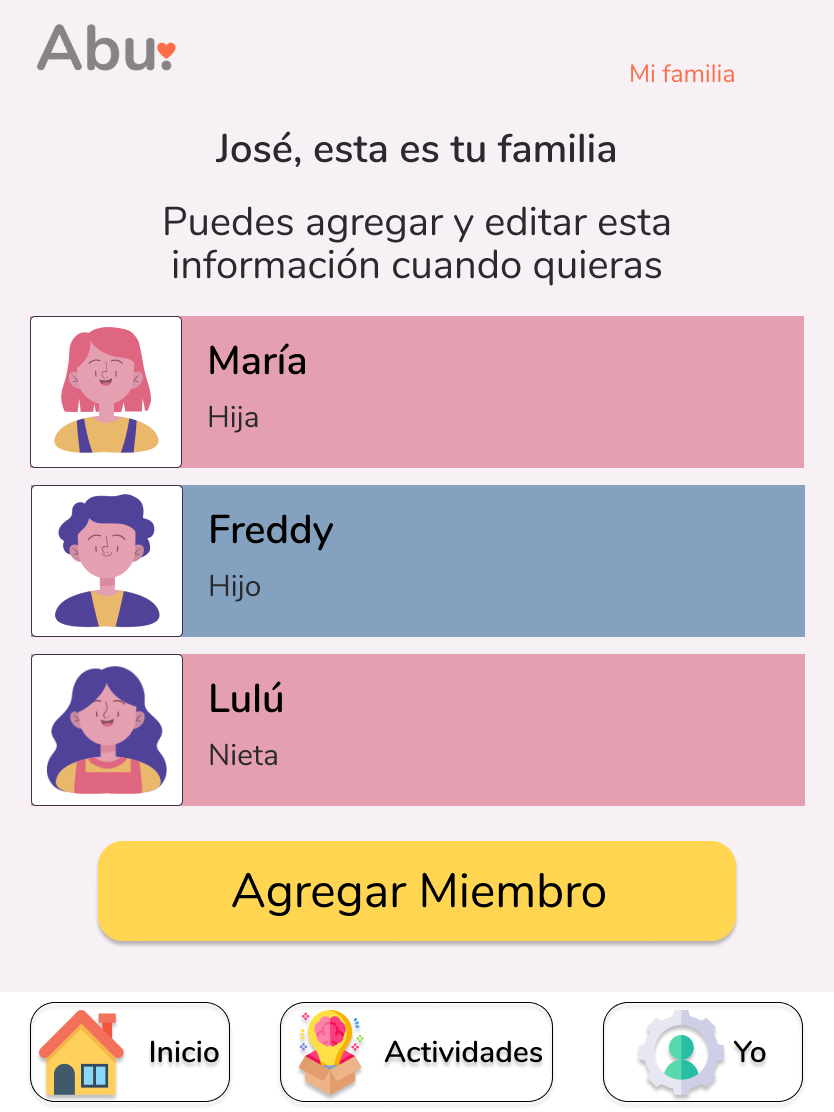 Abu.
Mi familia
José, esta es tu familia
Puedes agregar y editar esta
información cuando quieras
María
Hija
Freddy
Hijo
Lulú
Nieta
Agregar Miembro
Inicio
Actividades
Yo